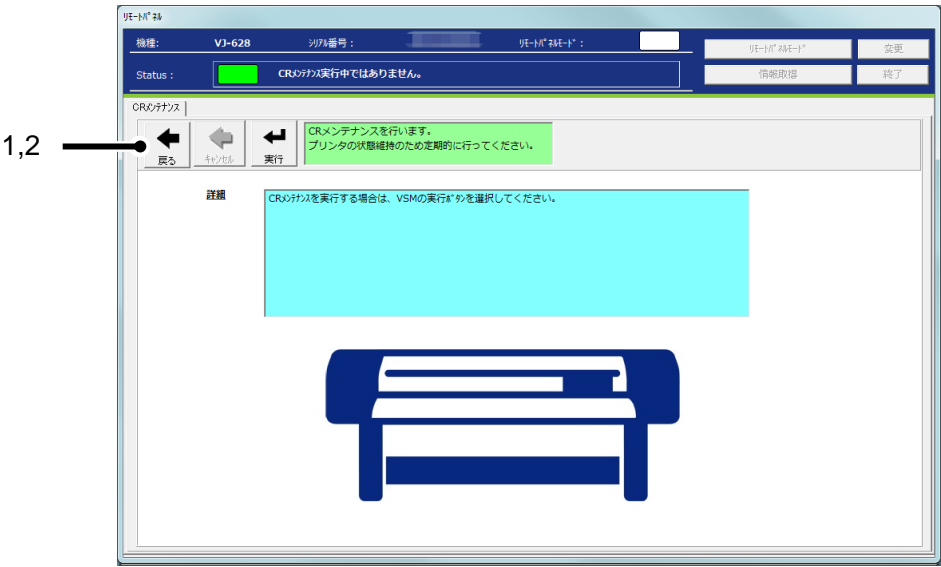 ﾘﾓｰﾄﾊﾟﾈﾙ
機種: VJ-628 ｼﾘｱﾙ番号： ﾘﾓｰﾄﾊﾟﾈﾙﾓｰﾄﾞ：
ﾘﾓｰﾄﾊﾟﾈﾙﾓｰﾄﾞ 変更
Status : CRﾒﾝﾃﾅﾝｽ実行中ではありません。
情報取得 終了
CRﾒﾝﾃﾅﾝｽ
1,2
戻る ｷｬﾝｾﾙ 実行
CRメンテナンスを行います。
プリンタの状態維持のため定期的に行ってください。
詳細
CRﾒﾝﾃﾅﾝｽを実行する場合は、VSMの実行ﾎﾞﾀﾝを選択してください。